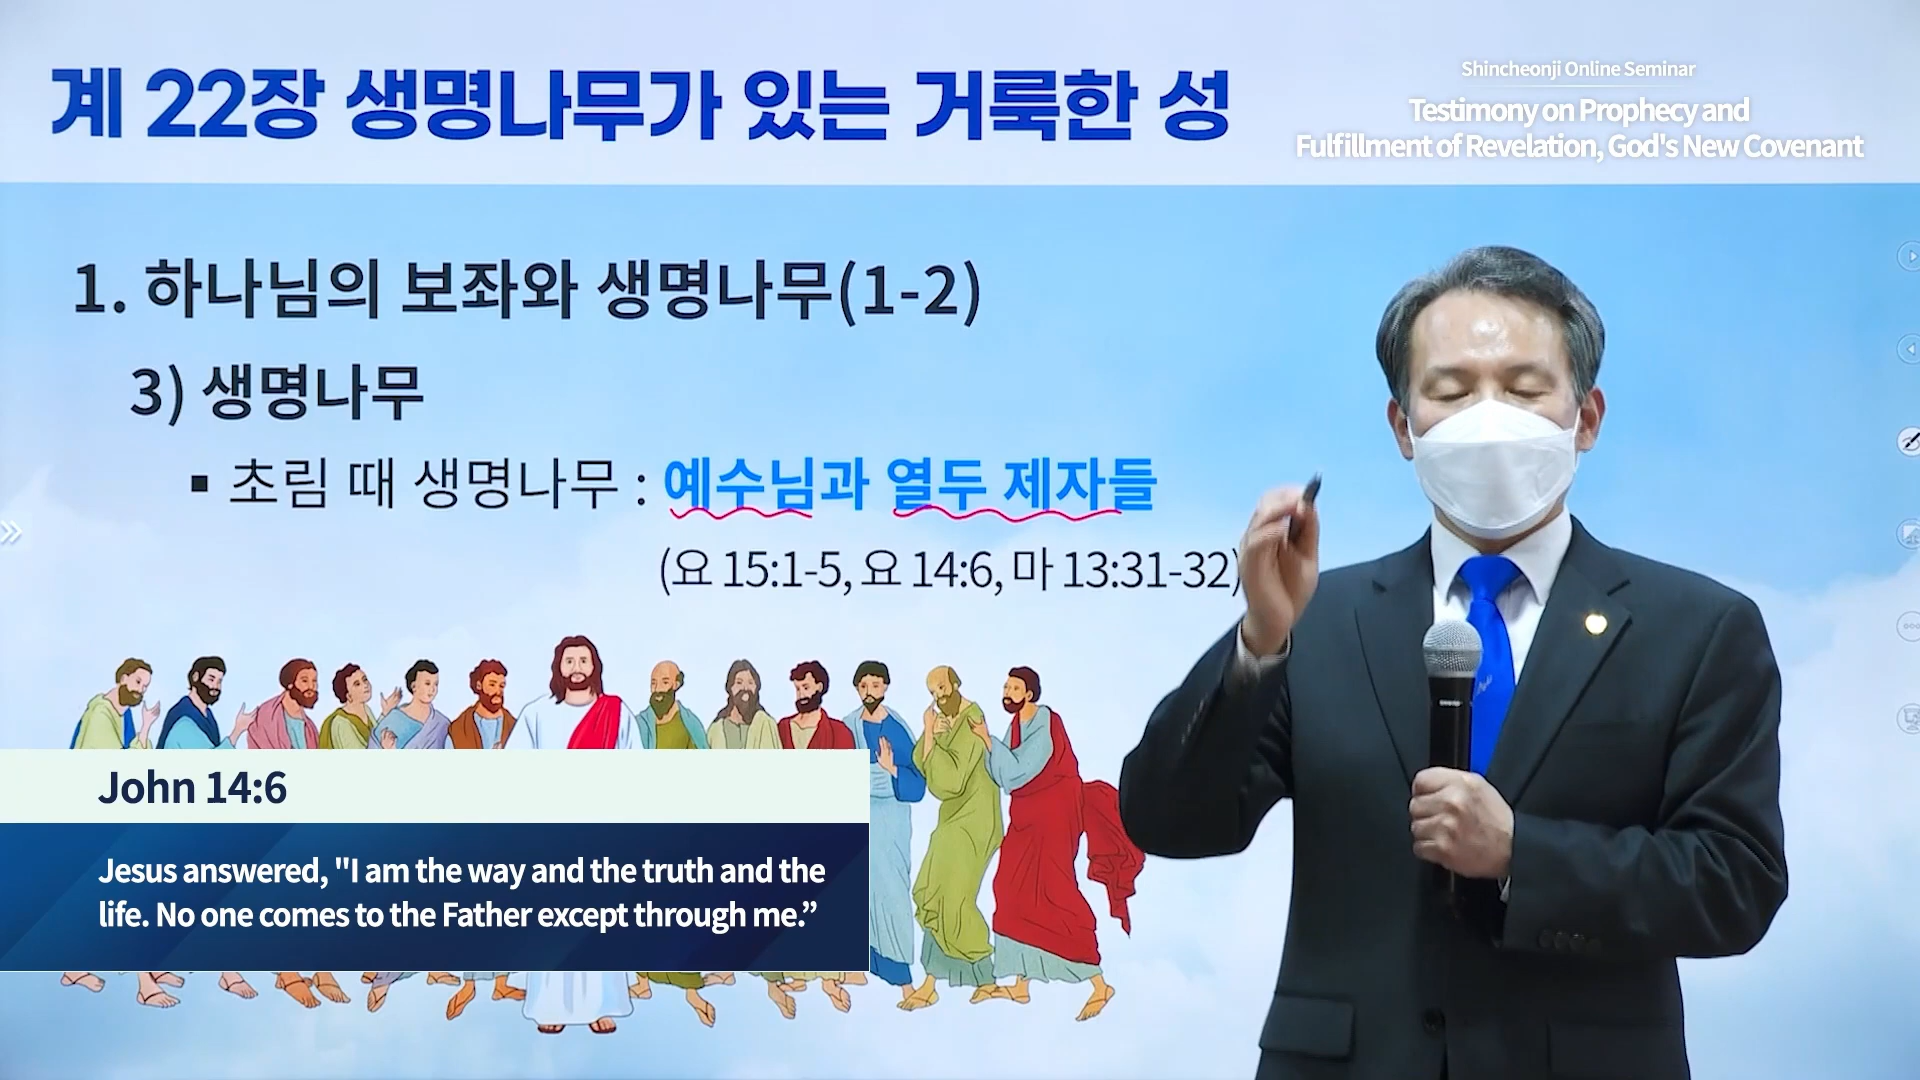 계 22장 생명나무가 있는 거룩한 성
Shincheonji Online Seminar
Testimony on Prophecy and
Fulfillment of Revelation, God's New Covenant
1. 하나님의 보좌와 생명나무(1-2)
3) 생명나무
▪ 초림 때 생명나무 : 예수님과 열두 제자들
(요 15:1-5, 요 14:6, 마 13:31-32)
John 14:6
Jesus answered, "I am the way and the truth and the
life. No one comes to the Father except through me.”